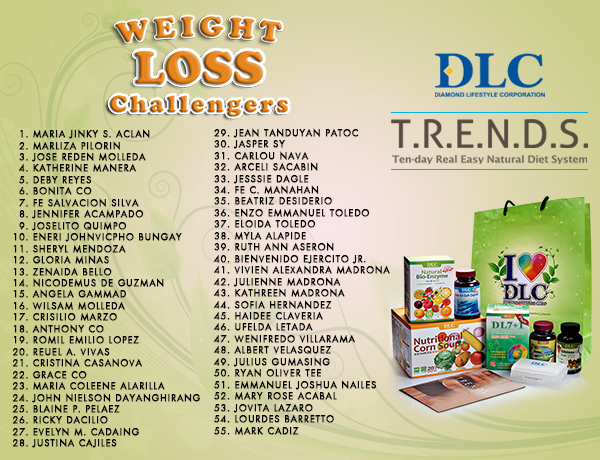 WEIGHT
LOSS
Challengers
1. MARIA JINKY S. ACLAN
2. MARLIZA PILORIN
3. JOSE REDEN MOLLEDA
4. KATHERINE MANERA
5. DEBY REYES
6. BONITA CO
7. FE SALVACION SILVA
8. JENNIFER ACAMPADO
9. JOSELITO QUIMPO
10. ENERI JOHNVICPHO BUNGAY
11. SHERYL MENDOZA
12. GLORIA MINAS
13. ZENAIDA BELLO
14. NICODEMUS DE GUZMAN
15. ANGELA GAMMAD
16. WILSAM MOLLEDA
17. CRISILIO MARZO
18. ANTHONY CO
19. ROMIL EMILIO LOPEZ
20. REUEL A. VIVAS
21. CRISTINA CASANOVA
22. GRACE CO
23. MARIA COLEENE ALARILLA
24. JOHN NIELSON DAYANGHIRANG
25. BLAINE P. PELAEZ
26. RICKY DACILIO
27. EVELYN M. CADAING
28. JUSTINA CAJILES
29. JEAN TANDUYAN PATOC
30. JASPER SY
31. CARLOU NAVA
32. ARCELI SACABIN
33. JESSSIE DAGLE
34. FE C. MANAHAN
35. BEATRIZ DESIDERIO
36. ENZO EMMANUEL TOLEDO
37. ELOIDA TOLEDO
38. MYLA ALAPIDE
39. RUTH ANN ASERON
40. BIENVENIDO EJERCITO JR.
41. VIVIEN ALEXANDRA MADRONA
42. JULIENNE MADRONA
43. KATHREEN MADRONA
44. SOFIA HERNANDEZ
45. HAIDEE CLAVERIA
46. UFELDA LETADA
47. WENIFREDO VILLARAMA
48. ALBERT VELASQUEZ
49. JULIUS GUMASING
50. RYAN OLIVER TEE
51. EMMANUEL JOSHUA NAILES
52. MARY ROSE ACABAL
53. JOVITA LAZARO
54. LOURDES BARRETTO
55. MARK CADIZ
DLC
DIAMOND LIFESTYLE CORPORATION
T.R.E.N.D.S.
Ten-day Real Easy Natural Diet System
I
DLC
DLC
Natural
Bio-Enzyme
DLC
Nutritional
Corn Soup
DL7+1
DLC